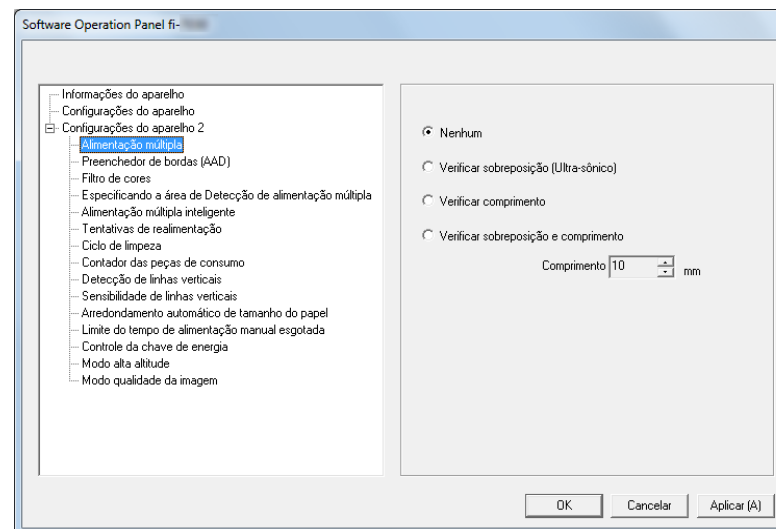 Software Operation Panel fi-
Informações do aparelho
Configurações do aparelho
Configurações do aparelho 2
Alimentação múltipla
Preenchedor de bordas (AAD)
Filtro de cores
Especificando a área de Detecção de alimentação múltipla
Alimentação múltipla inteligente
Tentativas de realimentação
Ciclo de limpeza
Contador das peças de consumo
Detecção de linhas verticais
Sensibilidade de linhas verticais
Arredondamento automático de tamanho do papel
Limite do tempo de alimentação manual esgotada
Controle da chave de energia
Modo alta altitude
Modo qualidade da imagem
Nenhum
Verificar sobreposição (Ultra-sônico)
Verificar comprimento
Verificar sobreposição e comprimento
Comprimento 10 mm
OK Cancelar Aplicar (A)